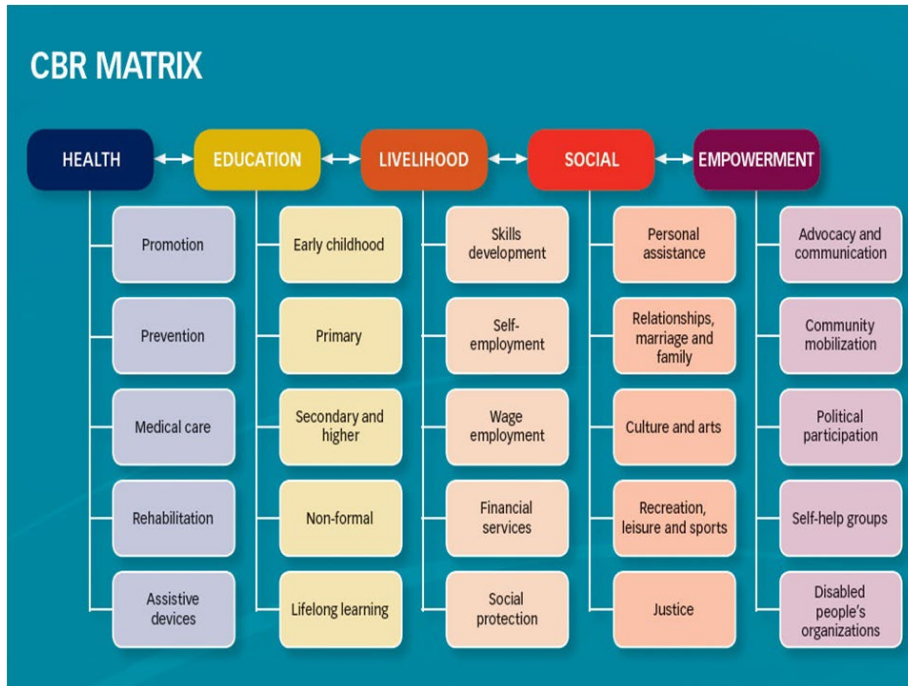 CBR MATRIX
HEALTH
EDUCATION
LIVELIHOOD
SOCIAL
EMPOWERMENT
Promotion
Prevention
Medical care
Rehabilitation
Assistive
devices
Early childhood
Primary
Secondary and
higher
Non-formal
Lifelong learning
Skills
development
Self-
employment
Wage
employment
Financial
services
Social
protection
Personal
assistance
Relationships,
marriage and
family
Culture and arts
Recreation,
leisure and sports
Justice
Advocacy and
communication
Community
mobilization
Political
participation
Self-help groups
Disabled
people's
organizations